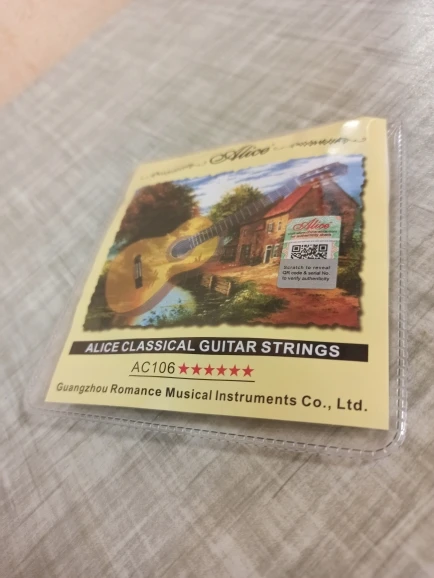 Alice
Alice
Scratch to reveal
QR code & serial No.
to verify authenticity
ALICE CLASSICAL GUITAR STRINGS
AC106★★★★★★
Guangzhou Romance Musical Instruments Co., Ltd.